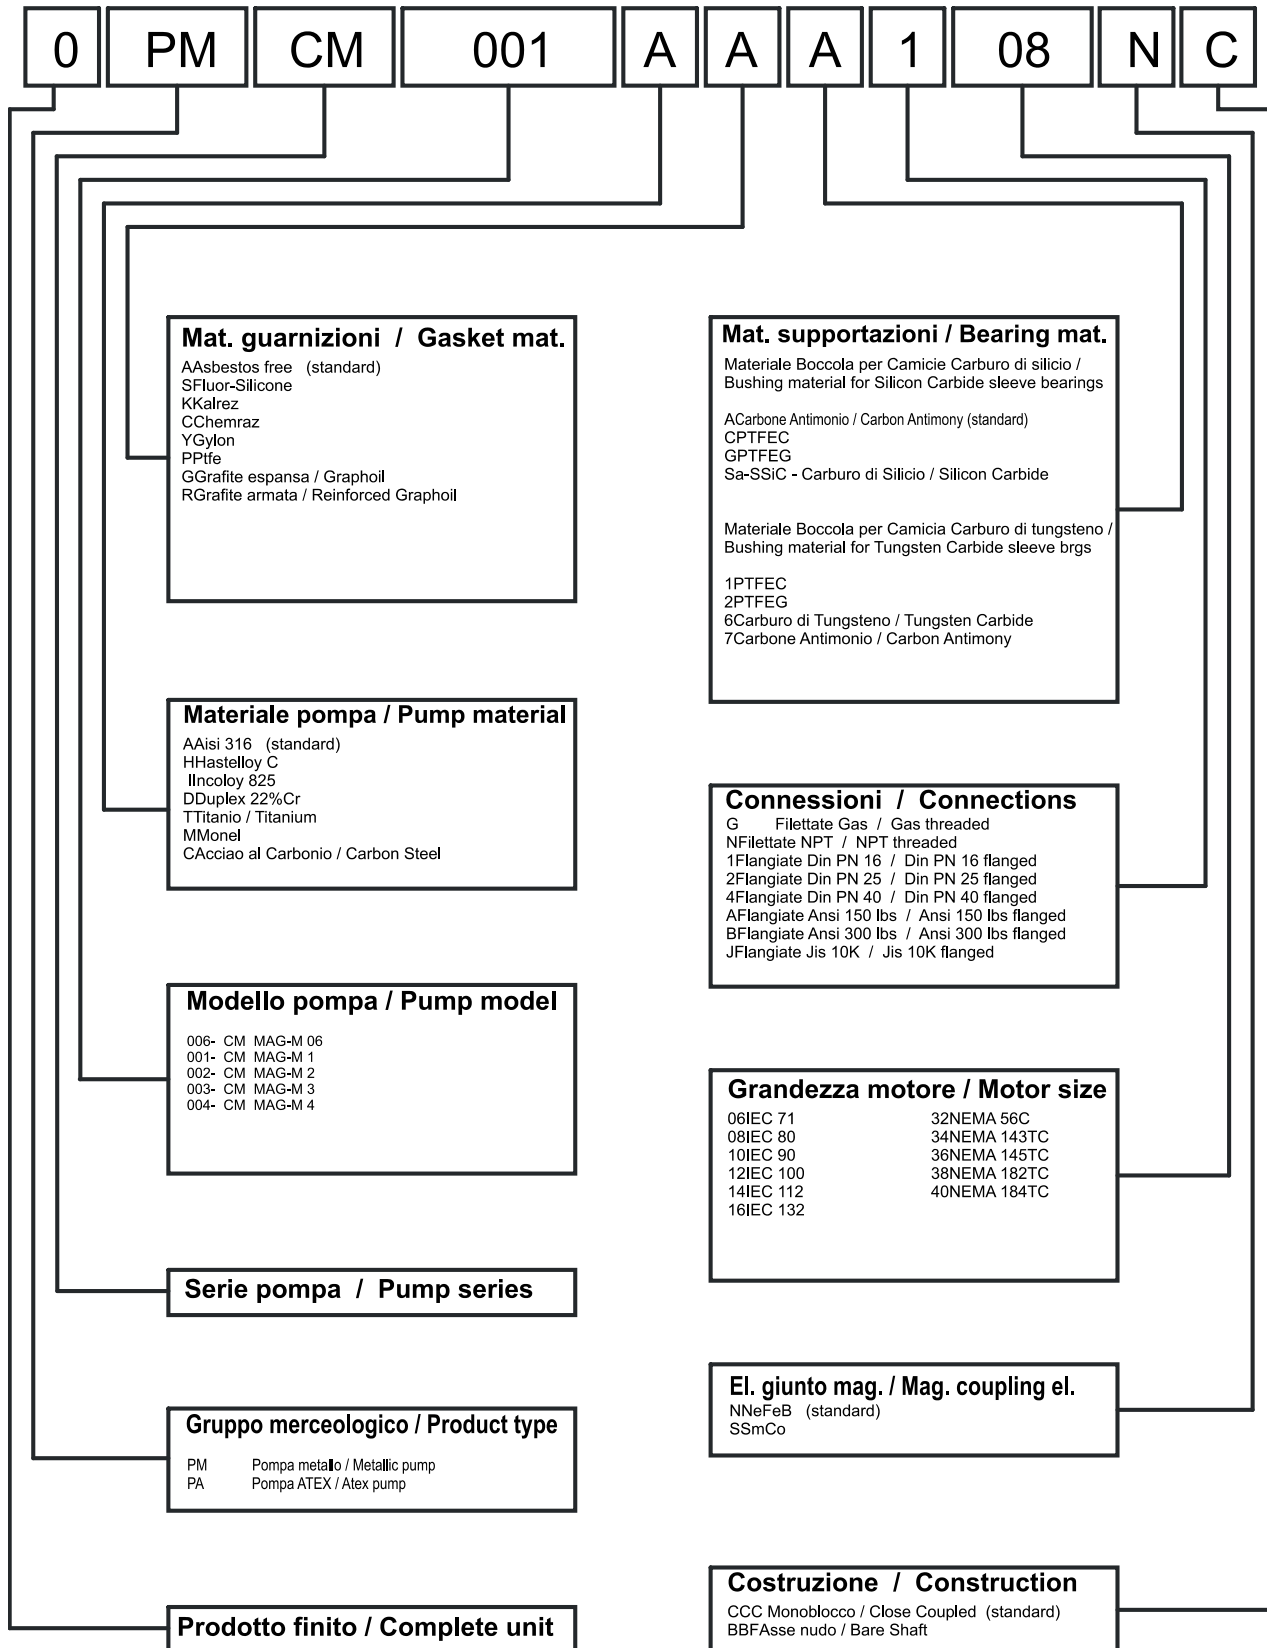 0 PM CM 001 A A A 1 08 N C
Mat. guarnizioni / Gasket mat.
AAsbestos free (standard)
SFluor-Silicone
KKalrez
CChemraz
YGylon
PPtfe
GGrafite espansa / Graphoil
RGrafite armata / Reinforced Graphoil
Materiale pompa / Pump material
AAisi 316 (standard)
HHastelloy C
IIncoloy 825
DDuplex 22%Cr
TTitanio / Titanium
MMonel
CAcciao al Carbonio / Carbon Steel
Modello pompa / Pump model
006- CM MAG-M 06
001- CM MAG-M 1
002- CM MAG-M 2
003- CM MAG-M 3
004- CM MAG-M 4
Serie pompa / Pump series
Gruppo merceologico / Product type
PM Pompa metallo / Metallic pump
PA Pompa ATEX / Atex pump
Prodotto finito / Complete unit
Mat. supportazioni / Bearing mat.
Materiale Boccola per Camicie Carburo di silicio /
Bushing material for Silicon Carbide sleeve bearings
ACarbone Antimonio / Carbon Antimony (standard)
CPTFEC
GPTFEG
Sa-SSiC - Carburo di Silicio / Silicon Carbide
Materiale Boccola per Camicia Carburo di tungsteno /
Bushing material for Tungsten Carbide sleeve brgs
1PTFEC
2PTFEG
6Carburo di Tungsteno / Tungsten Carbide
7Carbone Antimonio / Carbon Antimony
Connessioni / Connections
G Filettate Gas / Gas threaded
NFilettate NPT / NPT threaded
1Flangiate Din PN 16 / Din PN 16 flanged
2Flangiate Din PN 25 / Din PN 25 flanged
4Flangiate Din PN 40 / Din PN 40 flanged
AFlangiate Ansi 150 lbs / Ansi 150 lbs flanged
BFlangiate Ansi 300 lbs / Ansi 300 lbs flanged
JFlangiate Jis 10K / Jis 10K flanged
Grandezza motore / Motor size
06IEC 71 32NEMA 56C
08IEC 80 34NEMA 143TC
10IEC 90 36NEMA 145TC
12IEC 100 38NEMA 182TC
14IEC 112 40NEMA 184TC
16IEC 132
El. giunto mag. / Mag. coupling el.
NNeFeB (standard)
SSmCo
Costruzione / Construction
CCC Monoblocco / Close Coupled (standard)
BBFAsse nudo / Bare Shaft